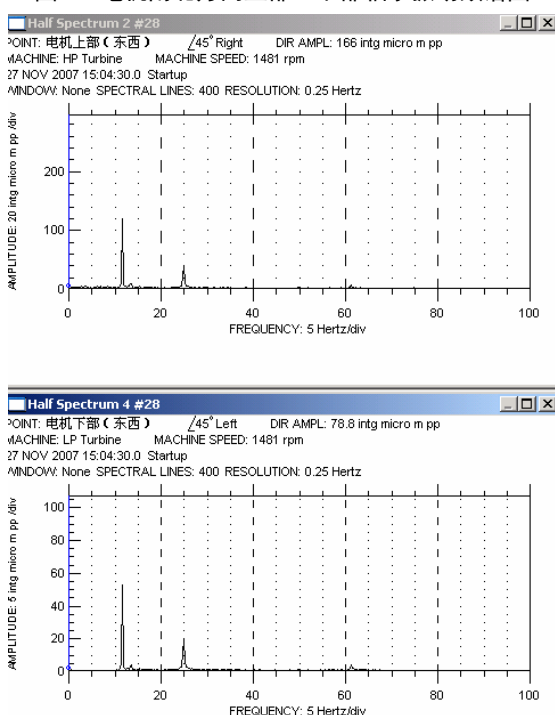 Half Spectrum 2 #28
POINT: 电机上部(东西) ∠45° Right DIR AMPL: 166 intg micro m pp
MACHINE: HP Turbine MACHINE SPEED: 1481 rpm
27 NOV 2007 15:04:30.0 Startup
WINDOW: None SPECTRAL LINES: 400 RESOLUTION: 0.25 Hertz
AMPLITUDE: 20 intg micro m pp /div
200
100
0
0 20 40 60 80 100
FREQUENCY: 5 Hertz/div
Half Spectrum 4 #28
POINT: 电机下部(东西) ∠45° Left DIR AMPL: 78.8 intg micro m pp
MACHINE: LP Turbine MACHINE SPEED: 1481 rpm
27 NOV 2007 15:04:30.0 Startup
WINDOW: None SPECTRAL LINES: 400 RESOLUTION: 0.25 Hertz
AMPLITUDE: 5 intg micro m pp /div
100
80
60
40
20
0
0 20 40 60 80 100
FREQUENCY: 5 Hertz/div